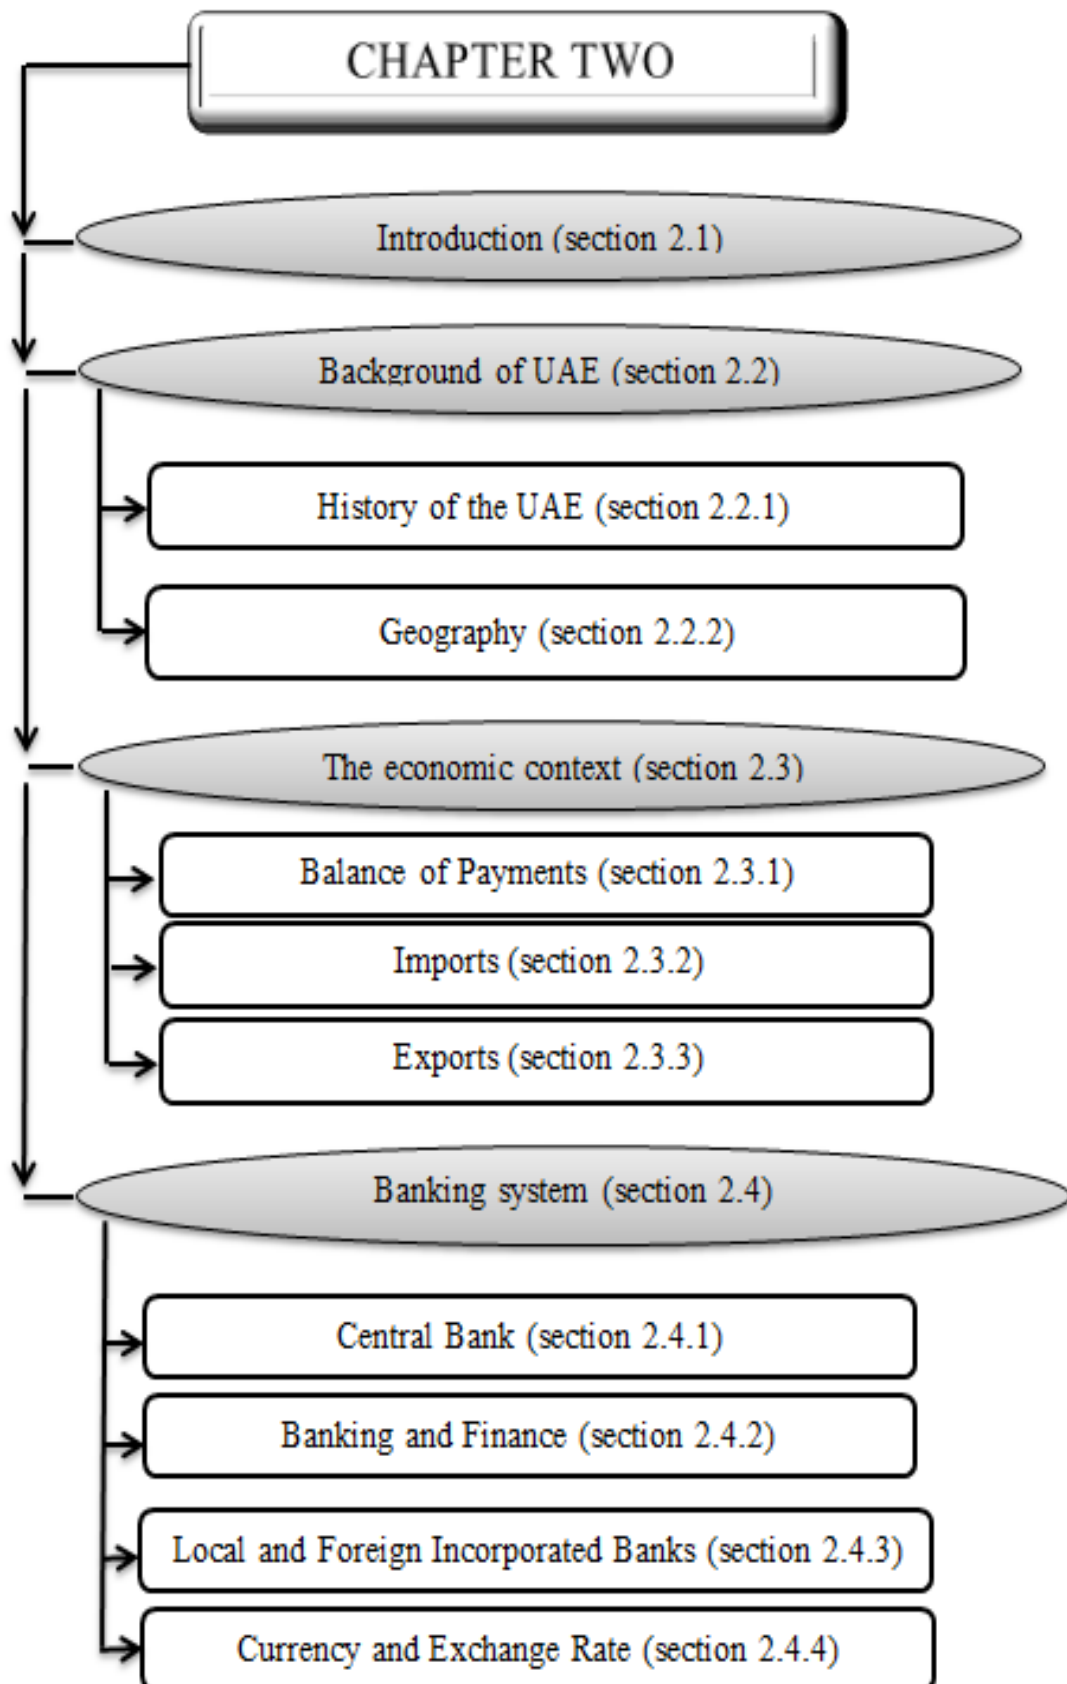 CHAPTER TWO
Introduction (section 2.1)
Background of UAE (section 2.2)
History of the UAE (section 2.2.1)
Geography (section 2.2.2)
The economic context (section 2.3)
Balance of Payments (section 2.3.1)
Imports (section 2.3.2)
Exports (section 2.3.3)
Banking system (section 2.4)
Central Bank (section 2.4.1)
Banking and Finance (section 2.4.2)
Local and Foreign Incorporated Banks (section 2.4.3)
Currency and Exchange Rate (section 2.4.4)